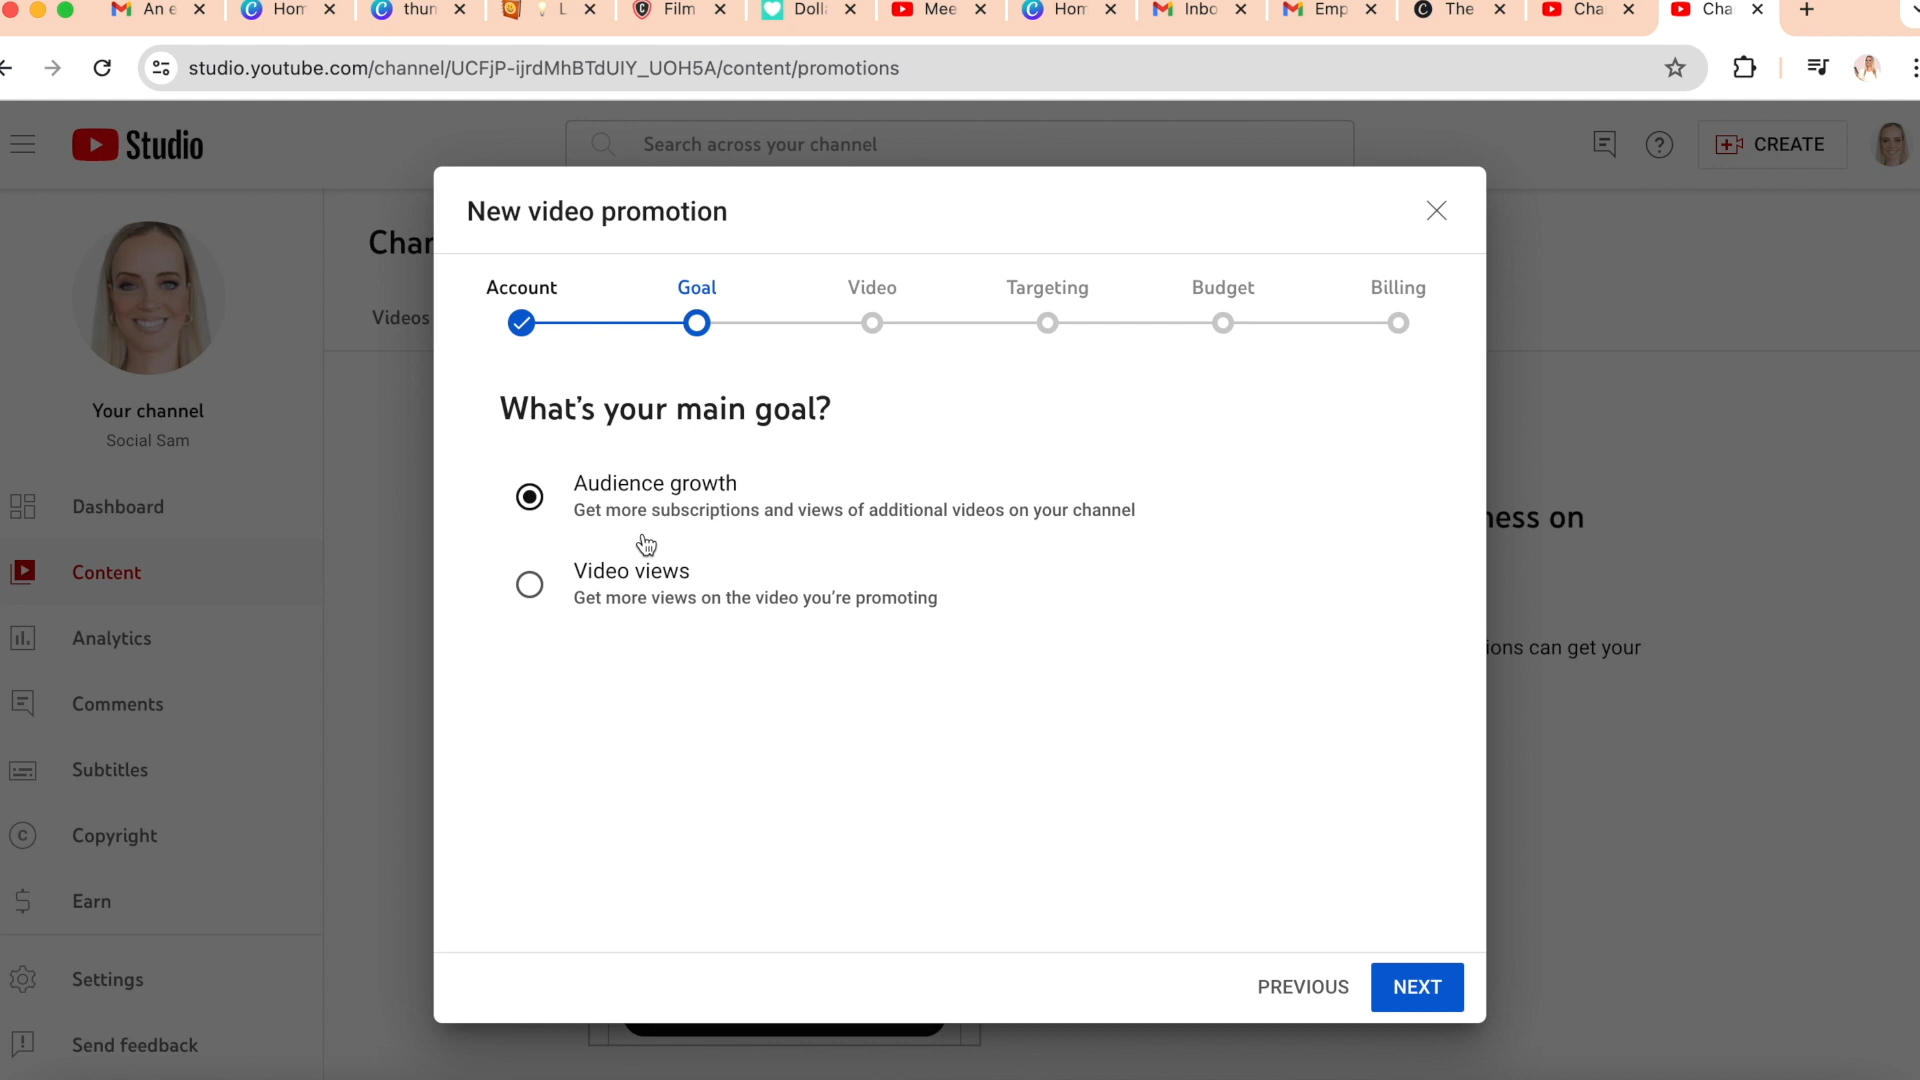 An e
Hom
thun
L
Film
Doll
Mee
Hom
Inbo
Emp
The
Cha
Cha
studio.youtube.com/channel/UCFjP-ijrdMhBTdUIY_UOH5A/content/promotions
Studio
Search across your channel
CREATE
New video promotion
Char
Account
Goal
Video
Targeting
Budget
Billing
Videos
What's your main goal?
Your channel
Social Sam
Audience growth
Get more subscriptions and views of additional videos on your channel
Dashboard
ness on
Content
Video views
Get more views on the video you're promoting
Analytics
ions can get your
Comments
Subtitles
Copyright
Earn
Settings
PREVIOUS
NEXT
Send feedback